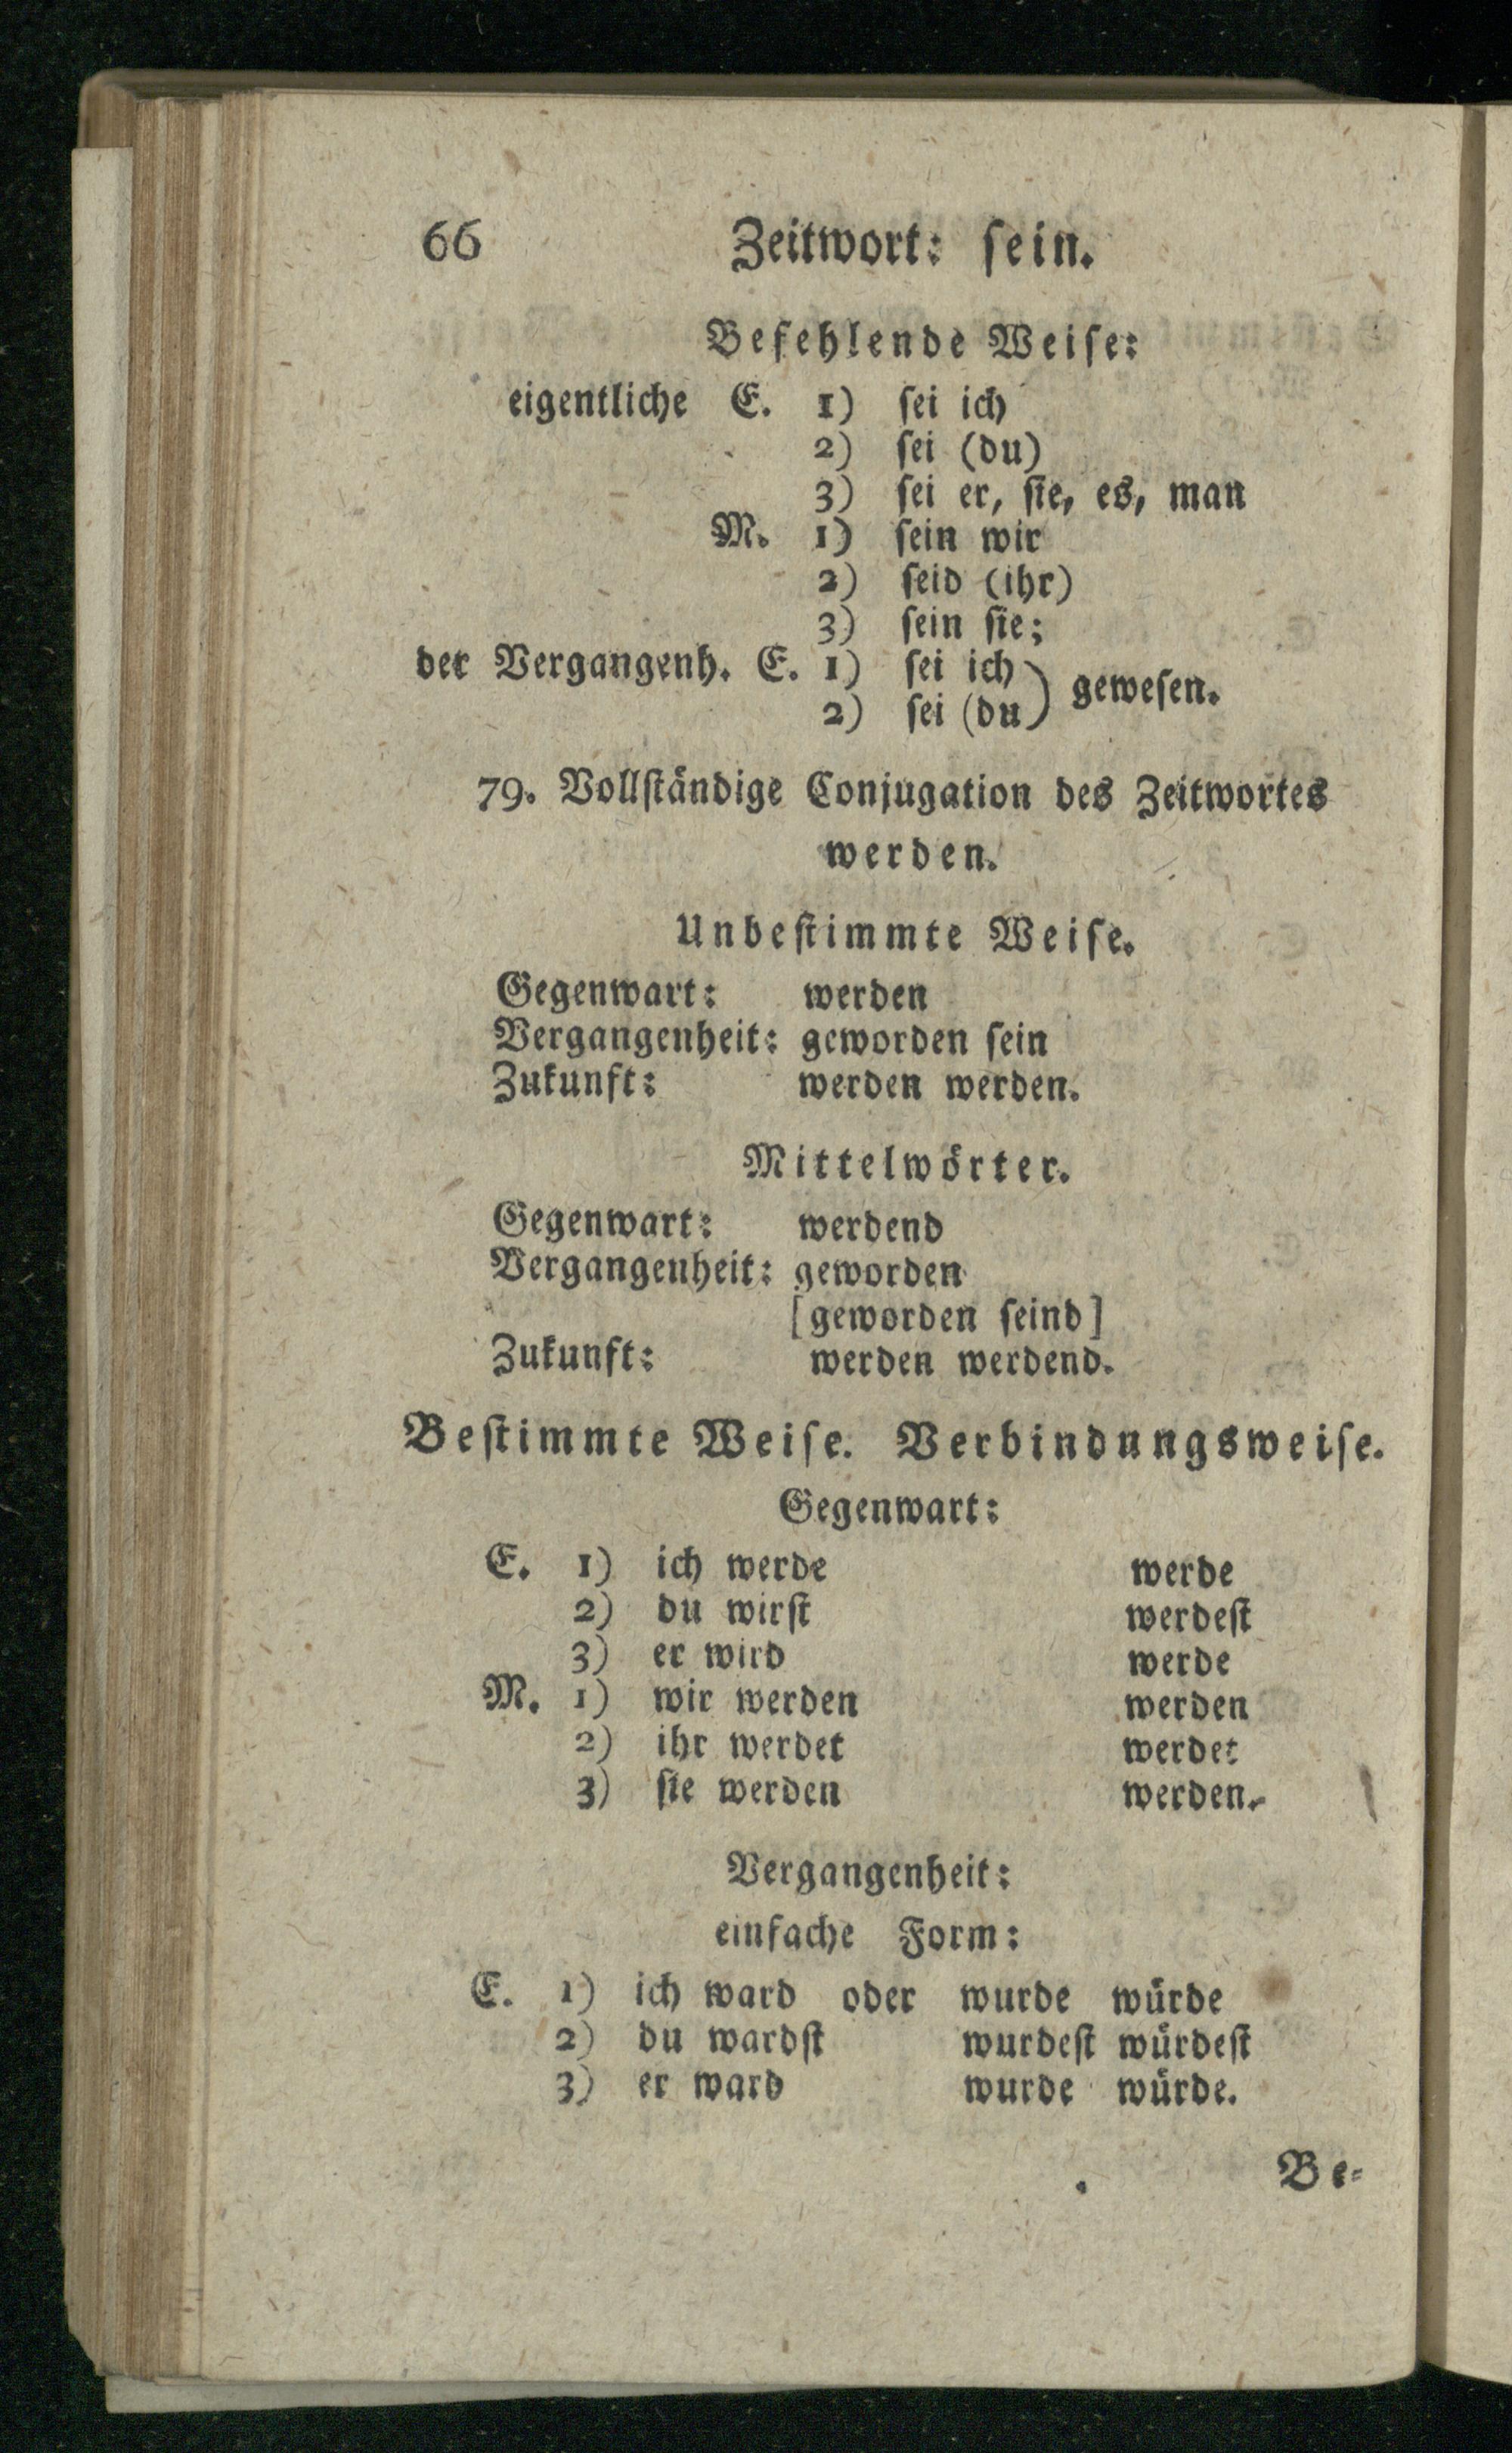 66 Zeitwort: ſein.
Befehlende Weiſe:
eigentliche E. 1) ſei ich
2) ſei (du)
3) ſei er, ſie, es, man
M. 1) ſein wir
2) ſeid (ihr)
3) ſein ſie;
der Vergangenh. E. 1) ſei ich
2) ſei (du) gewesen.
79. Vollſtändige Conjugation des Zeitwortes
werden.
Unbeſtimmte Weiſe.
Gegenwart: werden
Vergangenheit: geworden ſein
Zukunft: werden werden.
Mittelwörter.
Gegenwart: werdend
Vergangenheit: geworden
[geworden ſeind]
Zukunft: werden werdend.
Beſtimmte Weiſe. Verbindungsweiſe.
Gegenwart:
E. 1) ich werde werde
2) du wirſt werdeſt
3) er wird werde
M. 1) wir werden werden
2) ihr werdet werdet
3) ſie werden werden.
Vergangenheit:
einfache Form:
E. 1) ich ward oder wurde würde
2) du wardſt wurdeſt würdeſt
3) er ward wurde würde.
Be-